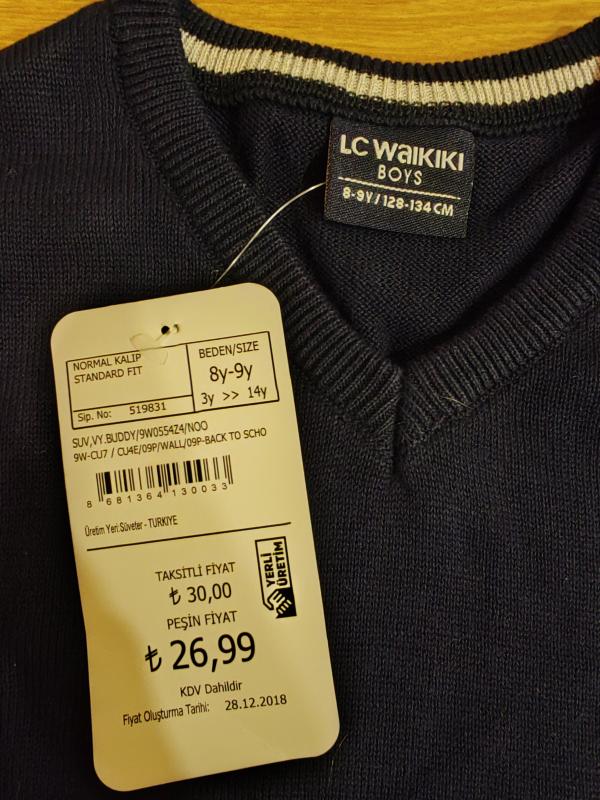 LC WAIKIKI
BOYS
8-9Y/128-134CM
NORMAL KALIP
STANDARD FIT
BEDEN/SIZE
8y-9y
3y >> 14y
Sip. No: 519831
SUV,VY.BUDDY/9W0554Z4/NOO
9W-CU7 / CU4E/09P/WALL/09P-BACK TO SCHO
8 681364 130033
Üretim Yeri:Süveter - TURKIYE
YERLİ
ÜRETİM
TAKSİTLİ FİYAT
₺ 30,00
PEŞİN FİYAT
₺ 26,99
KDV Dahildir
Fiyat Oluşturma Tarihi: 28.12.2018